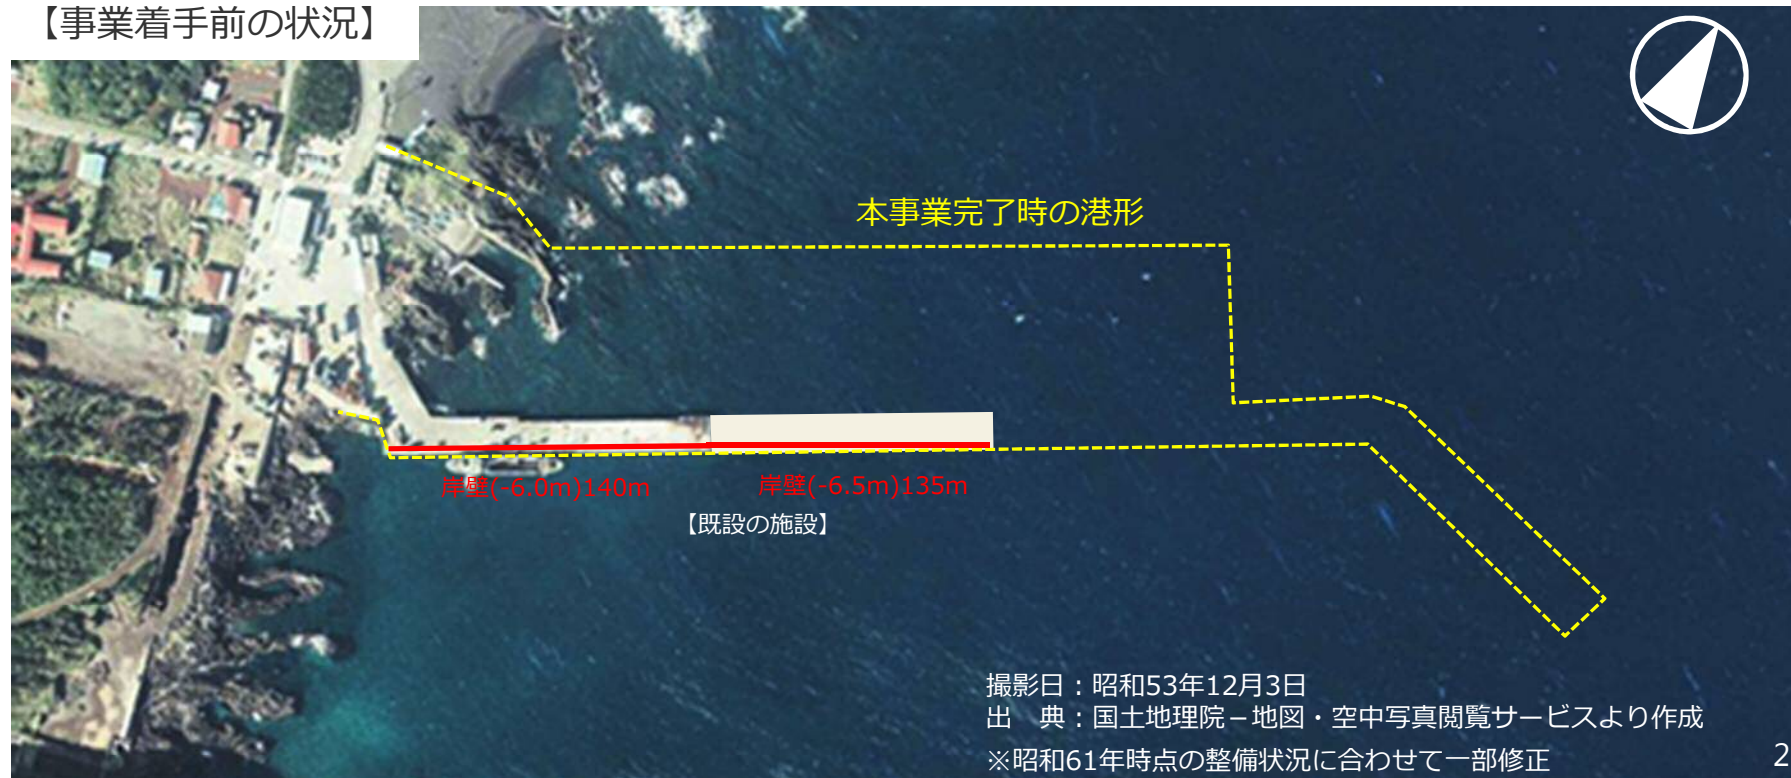 【事業着手前の状況】
本事業完了時の港形
岸壁(-6.0m)140m
岸壁(-6.5m)135m
【既設の施設】
撮影日：昭和53年12月3日
出　典：国土地理院－地図・空中写真閲覧サービスより作成
※昭和61年時点の整備状況に合わせて一部修正
2